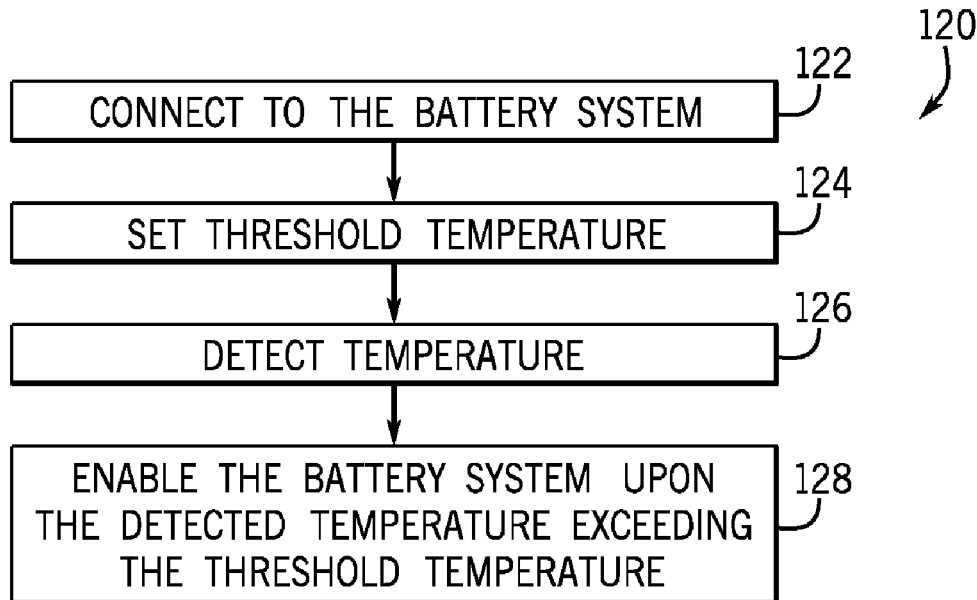 120
122
CONNECT TO THE BATTERY SYSTEM
124
SET THRESHOLD TEMPERATURE
126
DETECT TEMPERATURE
ENABLE THE BATTERY SYSTEM UPON
128
THE DETECTED TEMPERATURE EXCEEDING
THE THRESHOLD TEMPERATURE